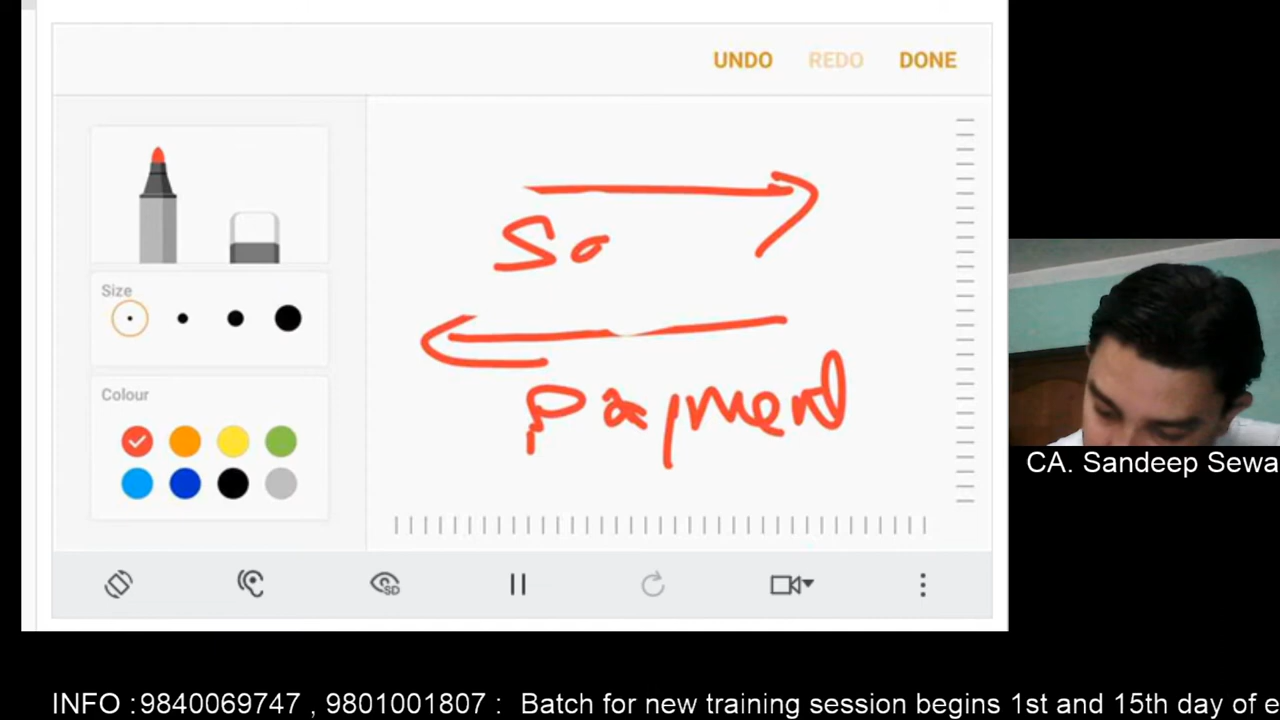 UNDO REDO DONE
Size
So
Colour
Payment
SD
CA. Sandeep Sewa
INFO : 9840069747 , 9801001807 : Batch for new training session begins 1st and 15th day of e